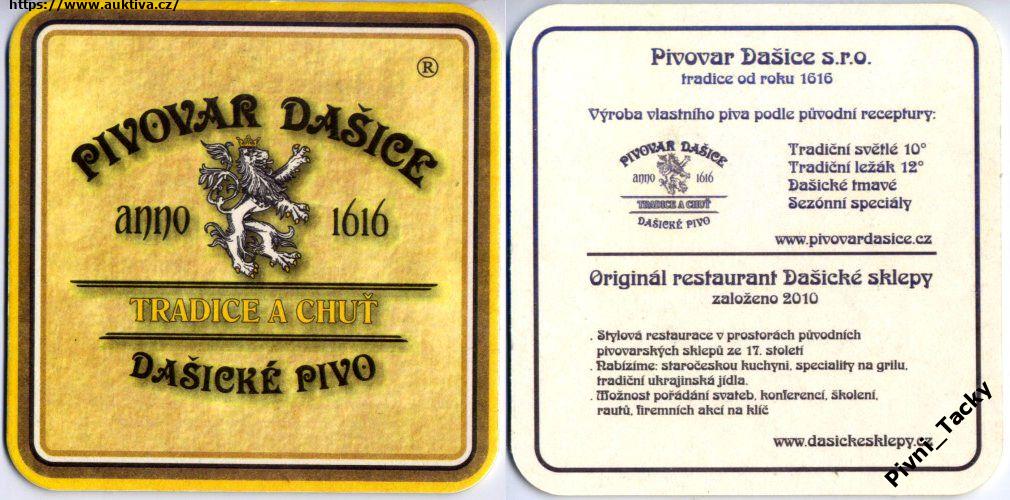 https://www.auktiva.cz/
®
PIVOVAR DAŠICE
anno 1616
TRADICE A CHUŤ
DAŠICKÉ PIVO
Pivovar Dašice s.r.o.
tradice od roku 1616
Výroba vlastního piva podle původní receptury:
PIVOVAR DAŠICE
anno 1616
TRADICE A CHUŤ
DAŠICKÉ PIVO
Tradiční světlé 10°
Tradiční ležák 12°
Dašické tmavé
Sezónní speciály
www.pivovardasice.cz
Originál restaurant Dašické sklepy
založeno 2010
. Stylová restaurace v prostorách původních
pivovarských sklepů ze 17. století
. Nabízíme: staročeskou kuchyni, speciality na grilu,
tradiční ukrajinská jídla.
. Možnost pořádání svateb, konferencí, školení,
rautů, firemních akcí na klíč
www.dasickesklepy.cz
Pivni_Tacky